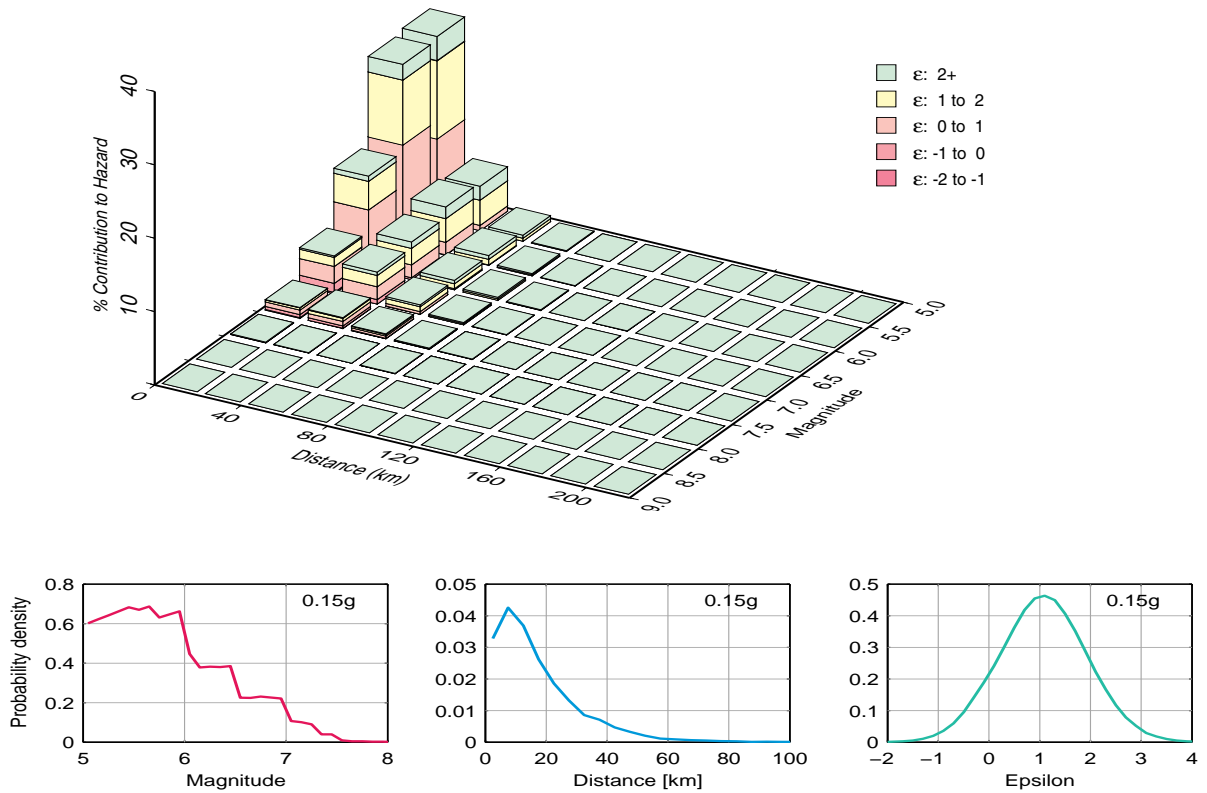 % Contribution to Hazard
40
30
20
10
0
ε: 2+
ε: 1 to 2
ε: 0 to 1
ε: -1 to 0
ε: -2 to -1
0
40
80
120
160
200
Distance (km)
5.0
5.5
6.0
6.5
7.0
7.5
8.0
8.5
9.0
Magnitude
Probability density
0.8
0.6
0.4
0.2
0
5 6 7 8
Magnitude
0.15g
0.05
0.04
0.03
0.02
0.01
0
0 20 40 60 80 100
Distance [km]
0.15g
0.5
0.4
0.3
0.2
0.1
0
−2 −1 0 1 2 3 4
Epsilon
0.15g